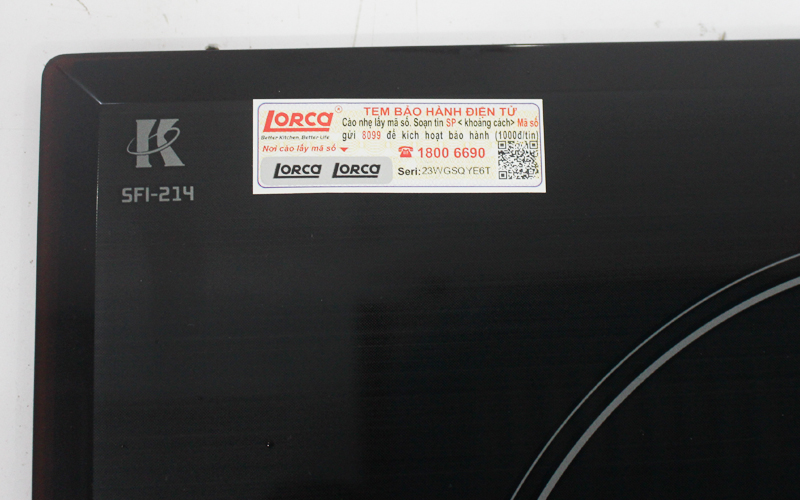 K
SFI-214
LORCA®
Better Kitchen, Better Life
TEM BẢO HÀNH ĐIỆN TỬ
Cào nhẹ lấy mã số. Soạn tin SP < khoảng cách> Mã số
gửi 8099 để kích hoạt bảo hành (1000đ/tin)
Nơi cào lấy mã số
☎ 1800 6690
LORCA LORCA
Seri: 23WGSQYE6T